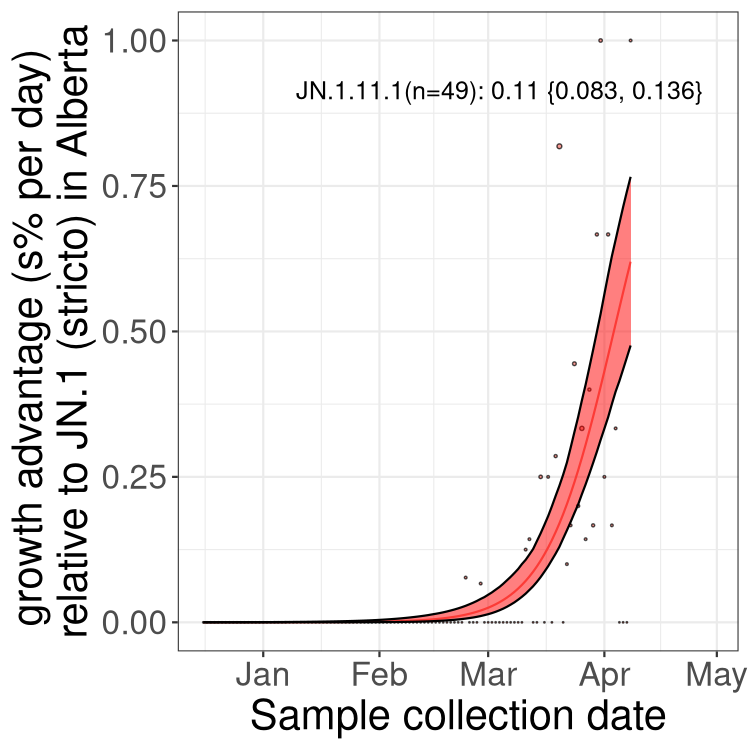 growth advantage (s% per day)
relative to JN.1 (stricto) in Alberta
1.00
0.75
0.50
0.25
0.00
JN.1.11.1(n=49): 0.11 {0.083, 0.136}
Jan Feb Mar Apr May
Sample collection date